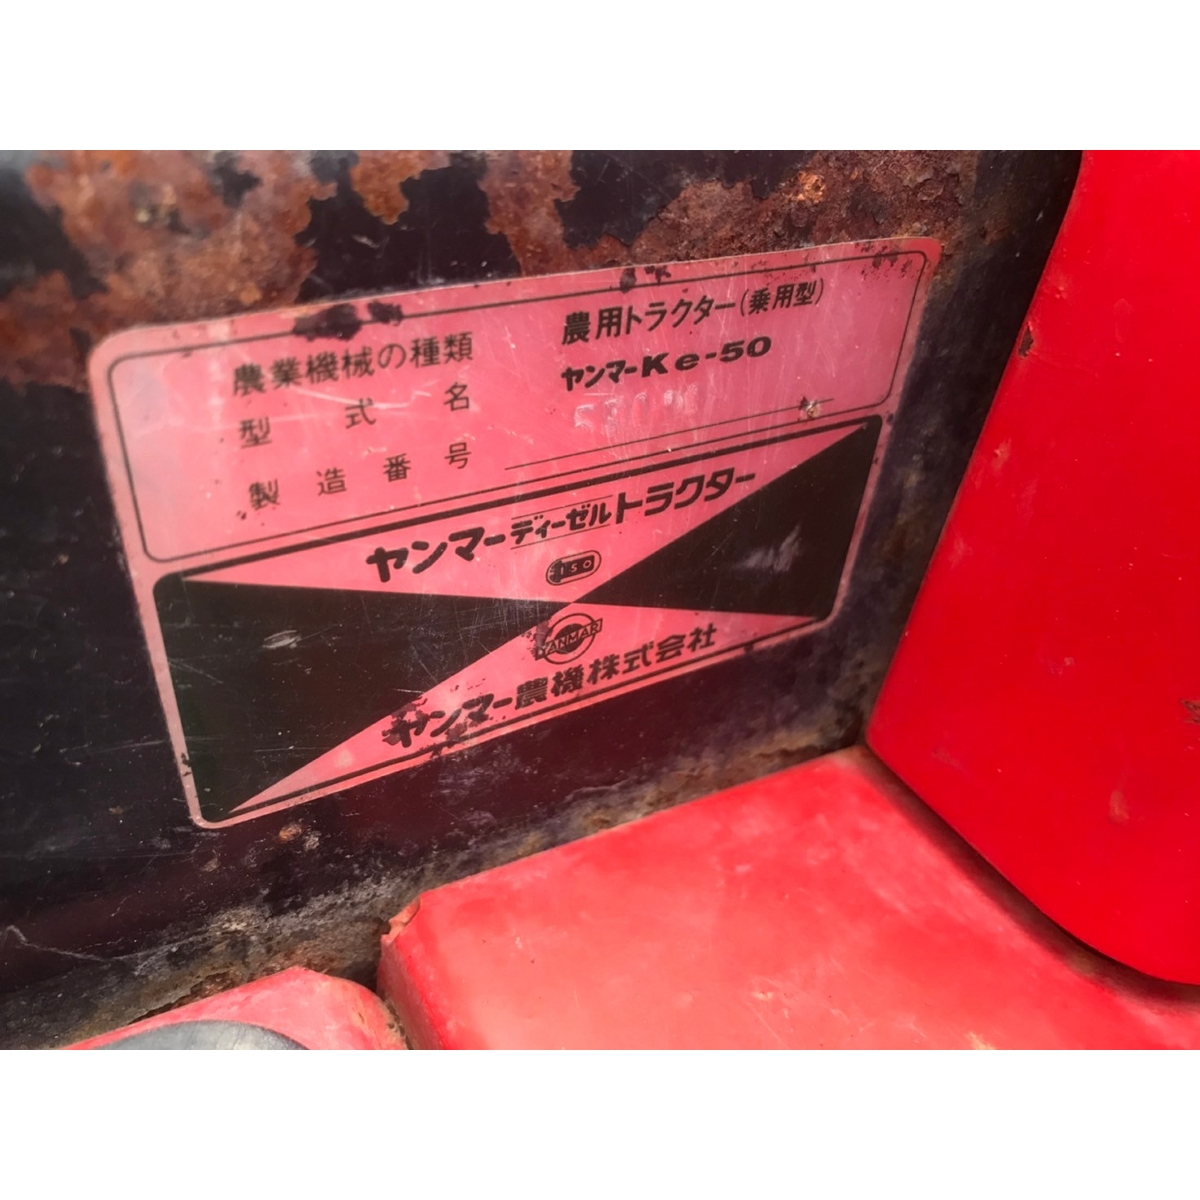 農業機械の種類 農用トラクター(乗用型)
型式名 ヤンマーKe-50
製造番号
ヤンマーディーゼルトラクター
ISO
YANMAR
ヤンマー農機株式会社